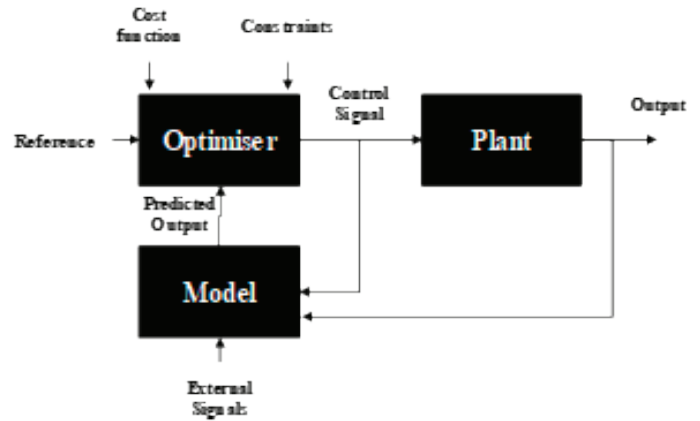 Cost
function
Constraints
Control
Signal
Output
Reference
Optimiser
Plant
Predicted
Output
Model
External
Signals